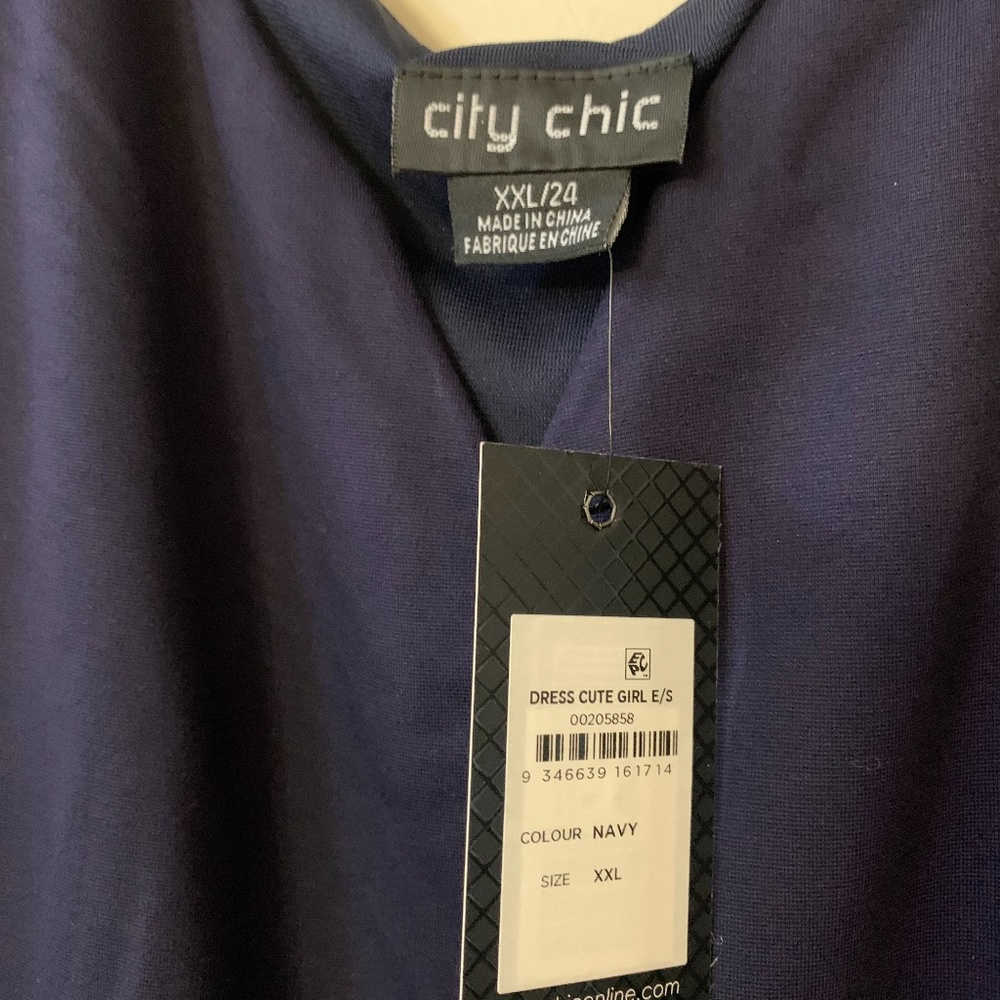 city chic
XXL/24
MADE IN CHINA
FABRIQUE EN CHINE
EPC
DRESS CUTE GIRL E/S
00205858
9 346639 161714
COLOUR NAVY
SIZE XXL